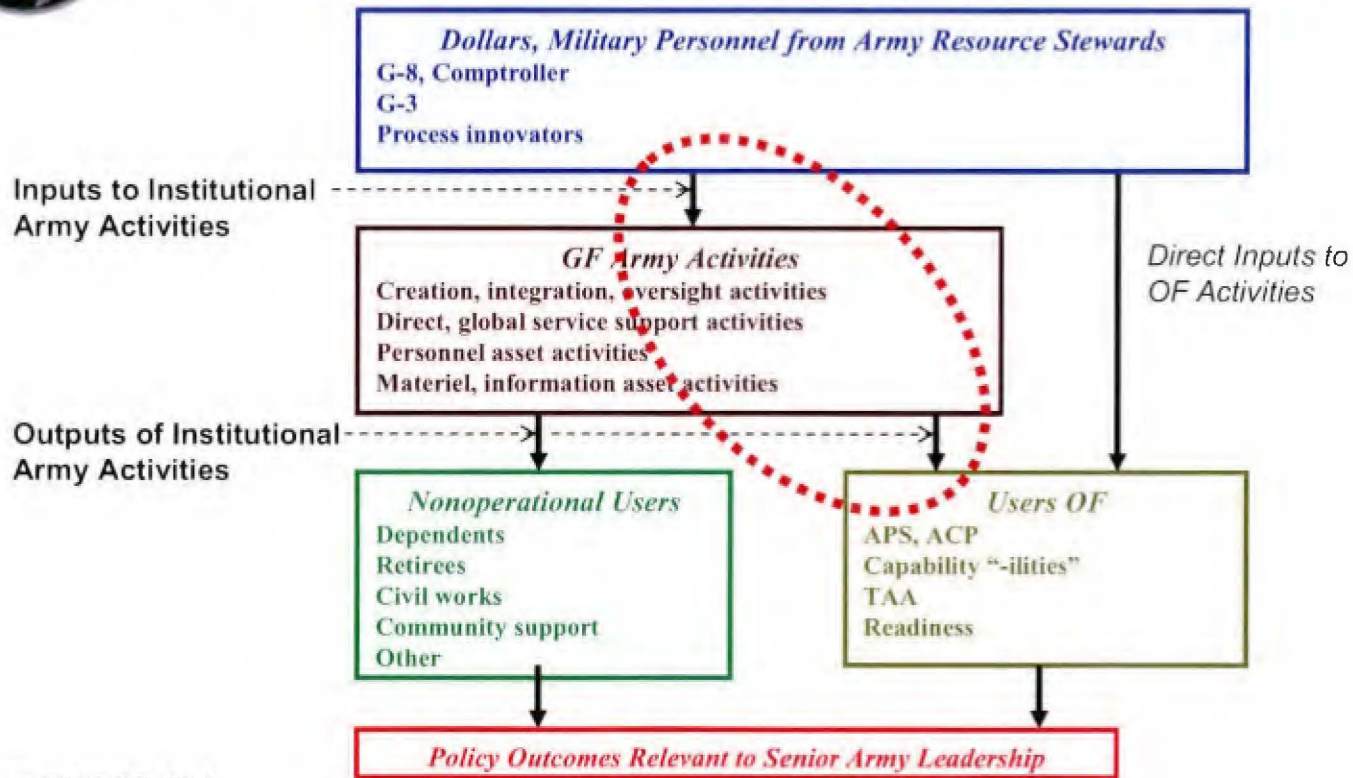 Dollars, Military Personnel from Army Resource Stewards
G-8, Comptroller
G-3
Process innovators
Inputs to Institutional
Army Activities
Direct Inputs to
OF Activities
GF Army Activities
Creation, integration, oversight activities
Direct, global service support activities
Personnel asset activities
Materiel, information asset activities
Outputs of Institutional
Army Activities
Nonoperational Users
Dependents
Retirees
Civil works
Community support
Other
Users OF
APS, ACP
Capability “-ilities”
TAA
Readiness
Policy Outcomes Relevant to Senior Army Leadership